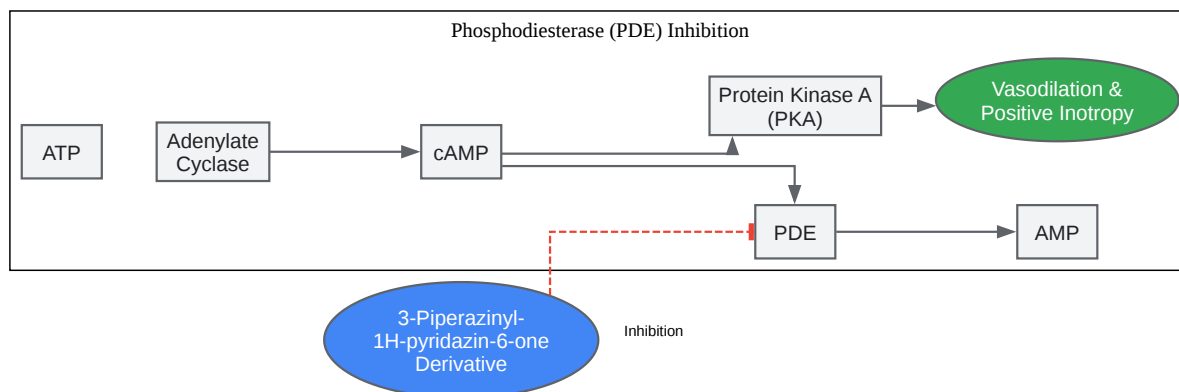 Phosphodiesterase (PDE) Inhibition
Vasodilation &
Positive Inotropy
Protein Kinase A
(PKA)
ATP
Adenylate
Cyclase
cAMP
PDE
AMP
3-Piperazinyl-
1H-pyridazin-6-one
Derivative
Inhibition